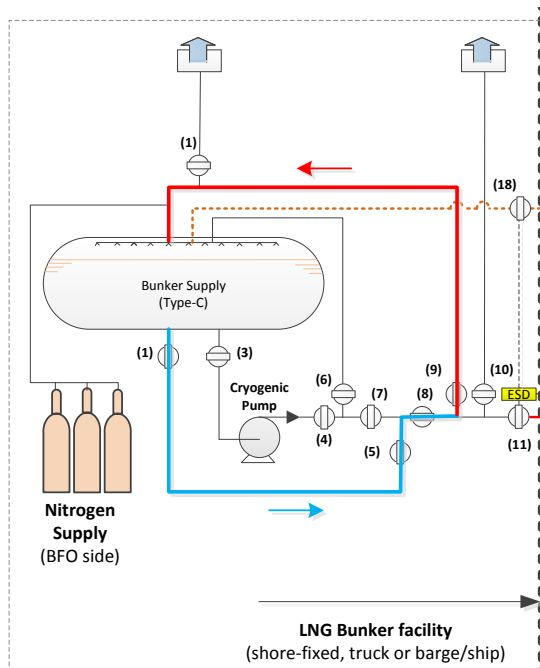 (1)
(18)
Bunker Supply
(Type-C)
(1)
(3)
(6)
(9)
(10)
Cryogenic
Pump
(7)
(8)
ESD
(4)
(5)
(11)
Nitrogen
Supply
(BFO side)
LNG Bunker facility
(shore-fixed, truck or barge/ship)